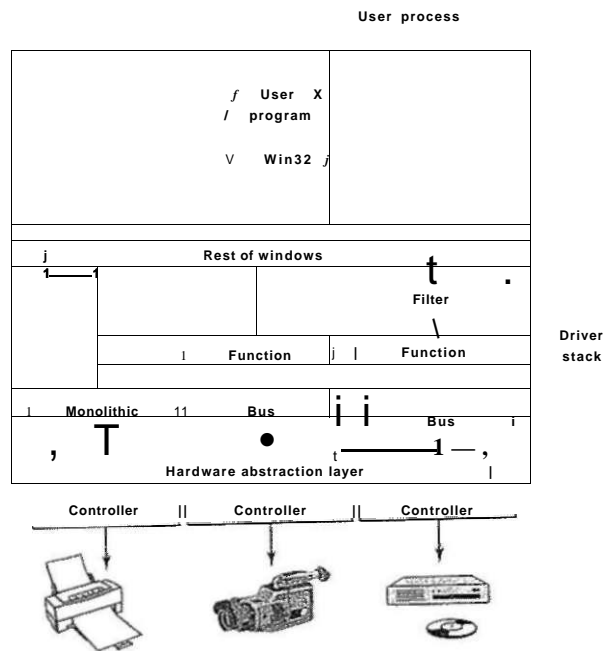 User process
User X
program
Win32
Rest of windows
Filter
Function
Function
Driver
stack
Monolithic
Bus
Bus
Hardware abstraction layer
Controller
Controller
Controller